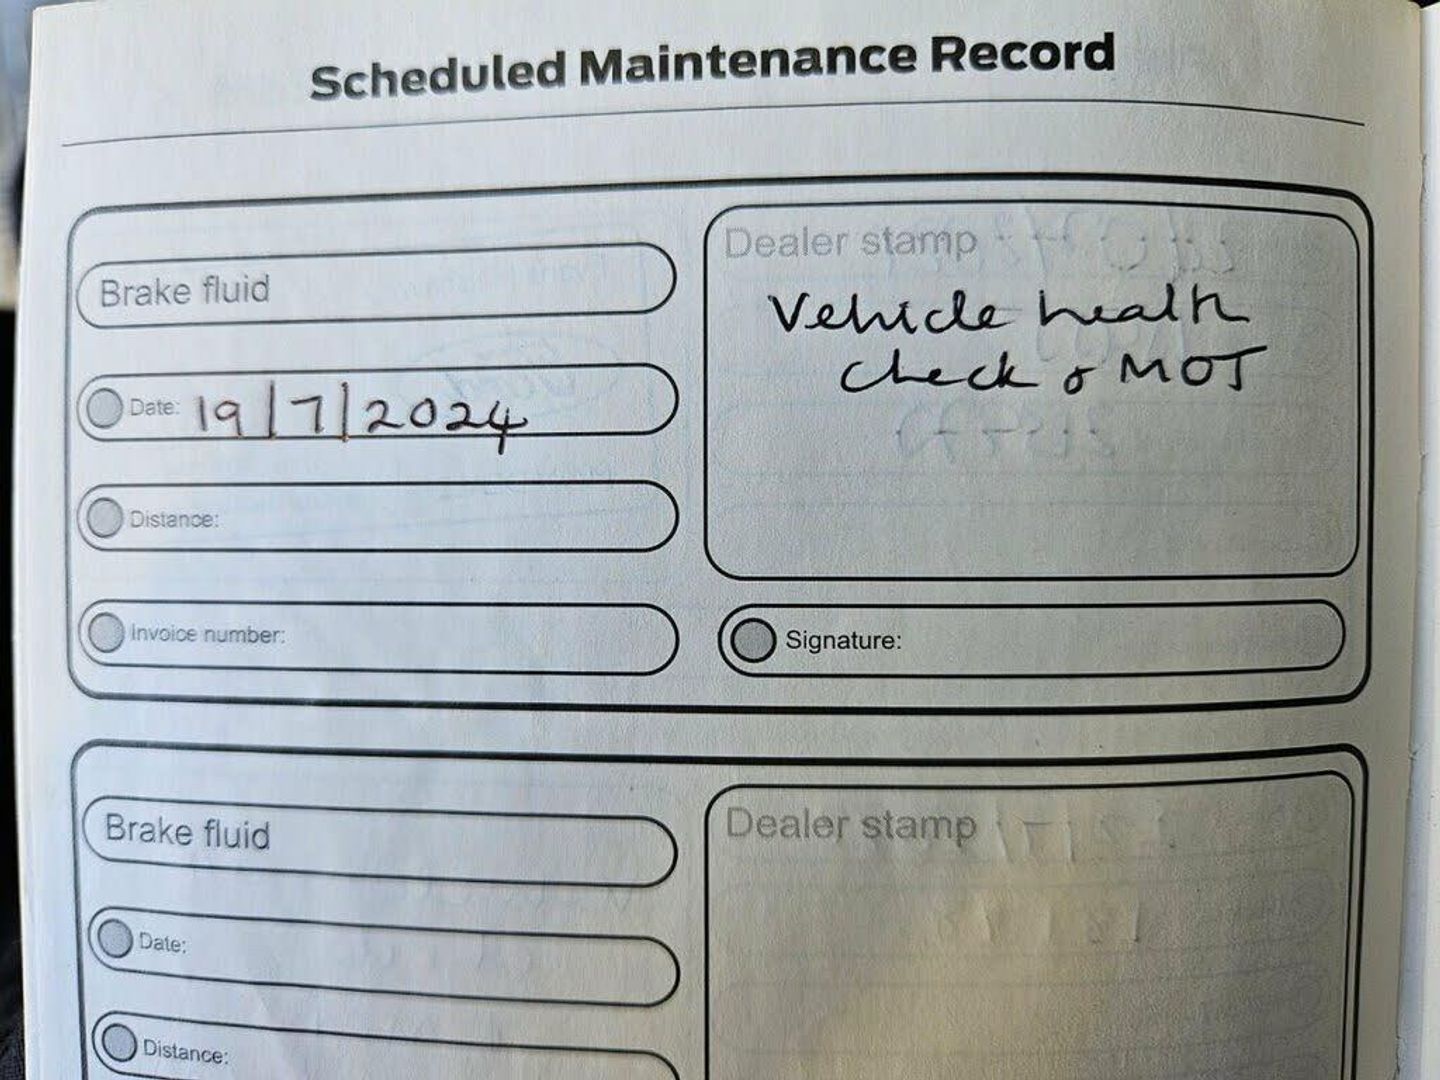 Scheduled Maintenance Record
Brake fluid
Date: 19/7/2024
Distance:
Invoice number:
Dealer stamp
Vehicle health
check & MOT
Signature:
Brake fluid
Date:
Distance:
Dealer stamp